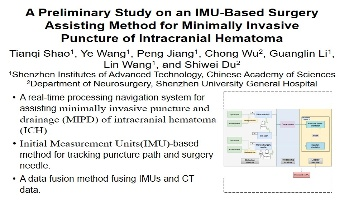 A Preliminary Study on an IMU-Based Surgery
Assisting Method for Minimally Invasive
Puncture of Intracranial Hematoma
Tianqi Shao¹, Ye Wang¹, Peng Jiang¹, Chong Wu², Guanglin Li¹,
Lin Wang¹, and Shiwei Du²
¹Shenzhen Institutes of Advanced Technology, Chinese Academy of Sciences
²Department of Neurosurgery, Shenzhen University General Hospital
• A real-time processing navigation system for
assisting minimally invasive puncture and
drainage (MIPD) of intracranial hematoma
(ICH)
• Initial Measurement Units(IMU)-based
method for tracking puncture path and surgery
needle.
• A data fusion method fusing IMUs and CT
data.